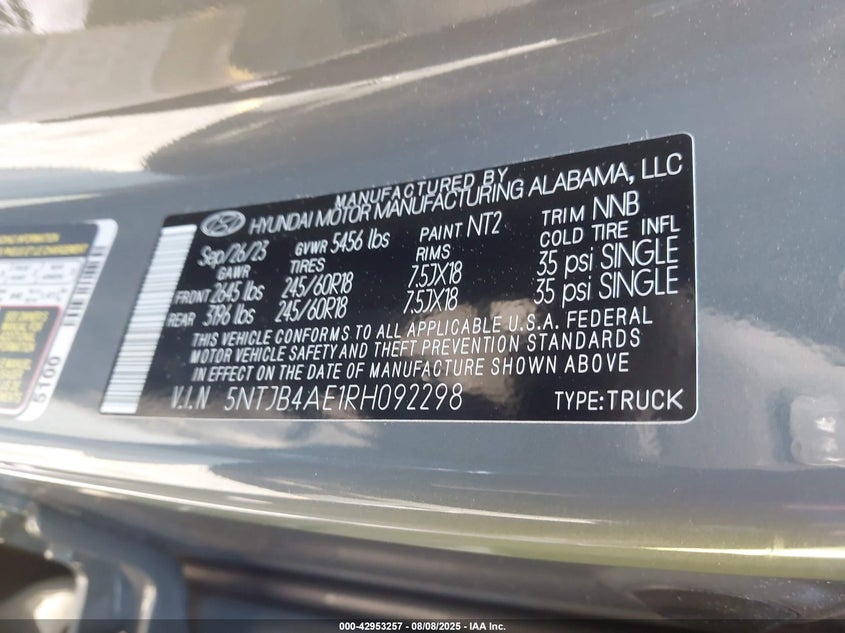 MANUFACTURED BY
HYUNDAI MOTOR MANUFACTURING ALABAMA, LLC
Sep/26/23 GVWR 5456 lbs PAINT NT2 TRIM NNB
GAWR TIRES RIMS COLD TIRE INFL
FRONT 2645 lbs 245/60R18 7.5JX18 35 psi SINGLE
REAR 3196 lbs 245/60R18 7.5JX18 35 psi SINGLE
THIS VEHICLE CONFORMS TO ALL APPLICABLE U.S.A. FEDERAL
MOTOR VEHICLE SAFETY AND THEFT PREVENTION STANDARDS
IN EFFECT ON THE DATE OF MANUFACTURE SHOWN ABOVE
V.I.N 5NTJB4AE1RH092298 TYPE:TRUCK
5100
000-42953257 - 08/08/2025 - IAA Inc.